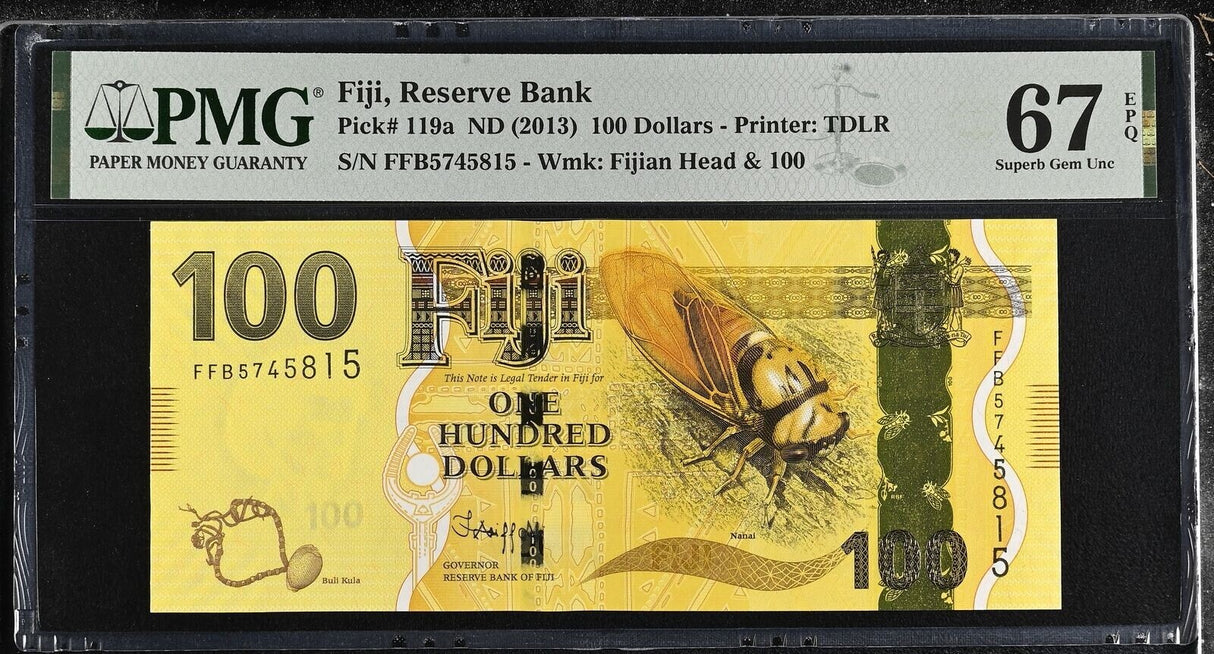 PMG®
PAPER MONEY GUARANTY
Fiji, Reserve Bank
Pick# 119a ND (2013) 100 Dollars - Printer: TDLR
S/N FFB5745815 - Wmk: Fijian Head & 100
67
EPQ
Superb Gem Unc
100
FFB5745815
Fiji
This Note is Legal Tender in Fiji for
ONE
HUNDRED
DOLLARS
GOVERNOR
RESERVE BANK OF FIJI
100
Buli Kula
Nanai
RBF
100
FFB5745815